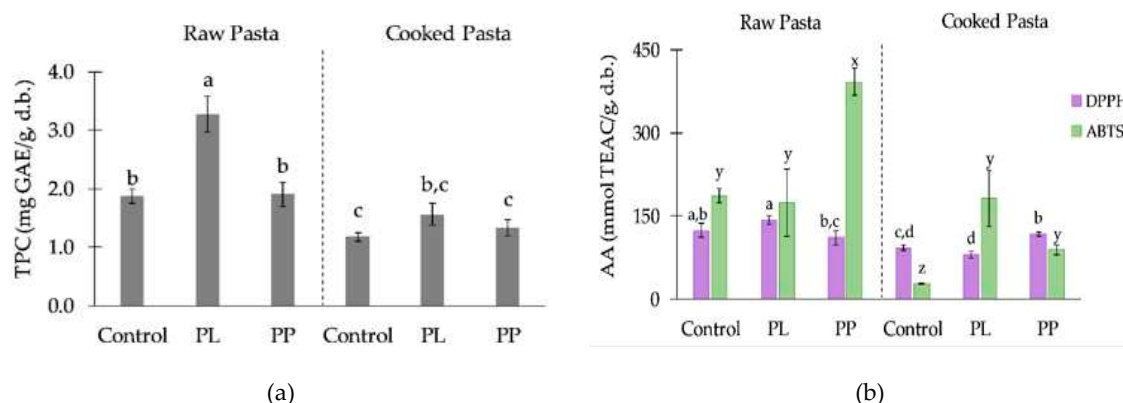 Raw Pasta Cooked Pasta
TPC (mg GAE/g, d.b.)
4.0
3.0
2.0
1.0
0.0
b
a
b
c
b,c
c
Control PL PP Control PL PP
(a)
Raw Pasta Cooked Pasta
AA (mmol TEAC/g, d.b.)
450
300
150
0
a,b
y
a
y
b,c
x
c,d
z
d
y
b
y
DPPH
ABTS
Control PL PP Control PL PP
(b)